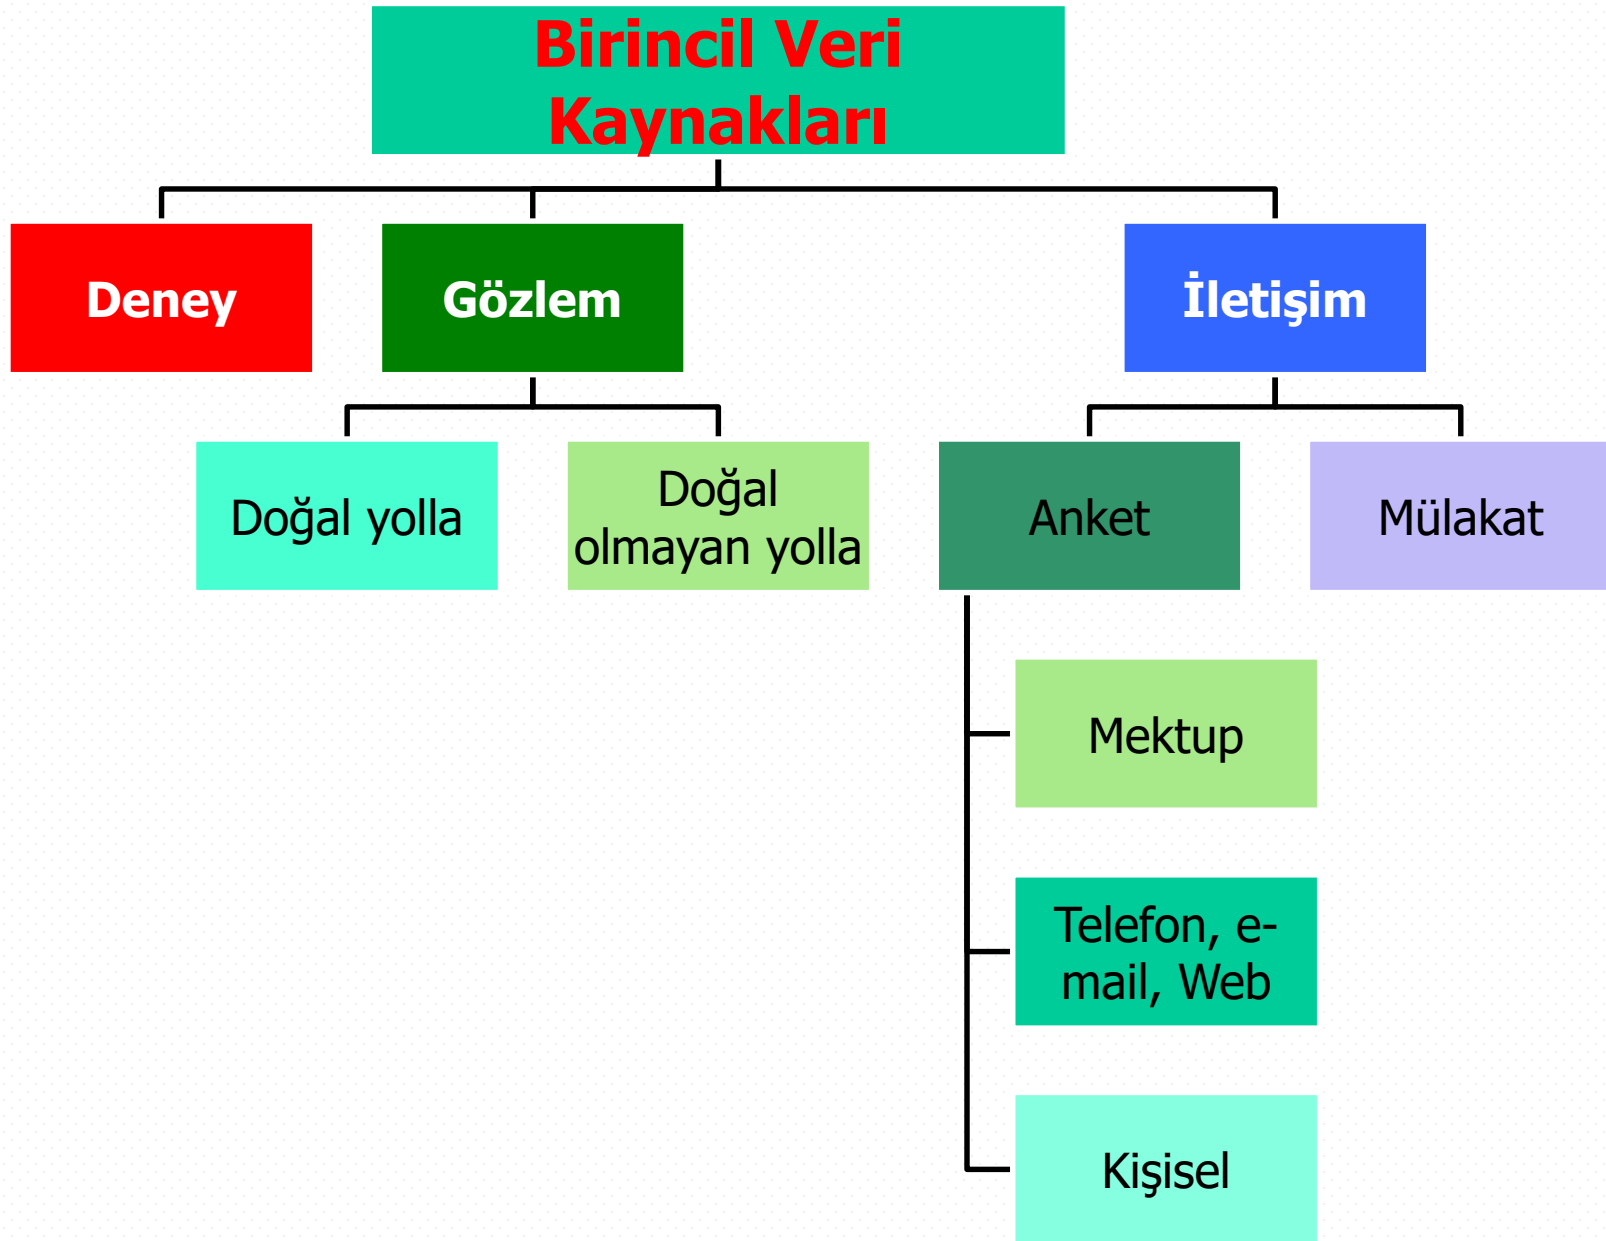 Birincil Veri
Kaynakları
Deney
Gözlem
İletişim
Doğal yolla
Doğal
olmayan yolla
Anket
Mülakat
Mektup
Telefon, e-
mail, Web
Kişisel